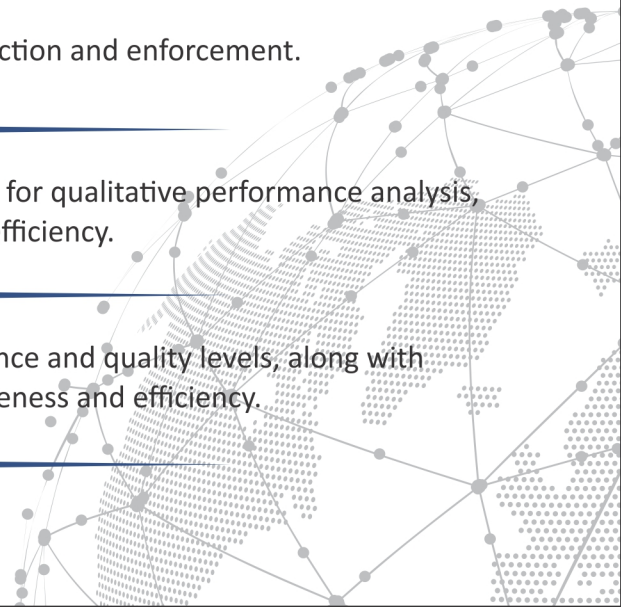 ction and enforcement.
for qualitative performance analysis,
fficiency.
nce and quality levels, along with
eness and efficiency.